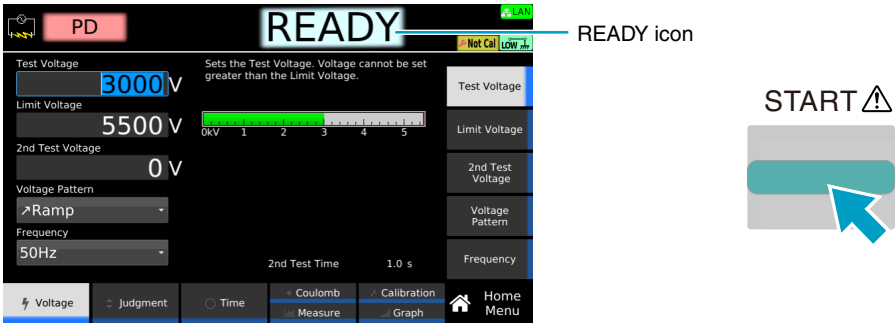 PD
READY
LAN
Not Cal
LOW
READY icon
Test Voltage
3000 V
Limit Voltage
5500 V
2nd Test Voltage
0 V
Voltage Pattern
↗Ramp
Frequency
50Hz
Sets the Test Voltage. Voltage cannot be set
greater than the Limit Voltage.
0kV 1 2 3 4 5
2nd Test Time 1.0 s
Test Voltage
Limit Voltage
2nd Test
Voltage
Voltage
Pattern
Frequency
Voltage
Judgment
Time
Coulomb
Measure
Calibration
Graph
Home
Menu
START